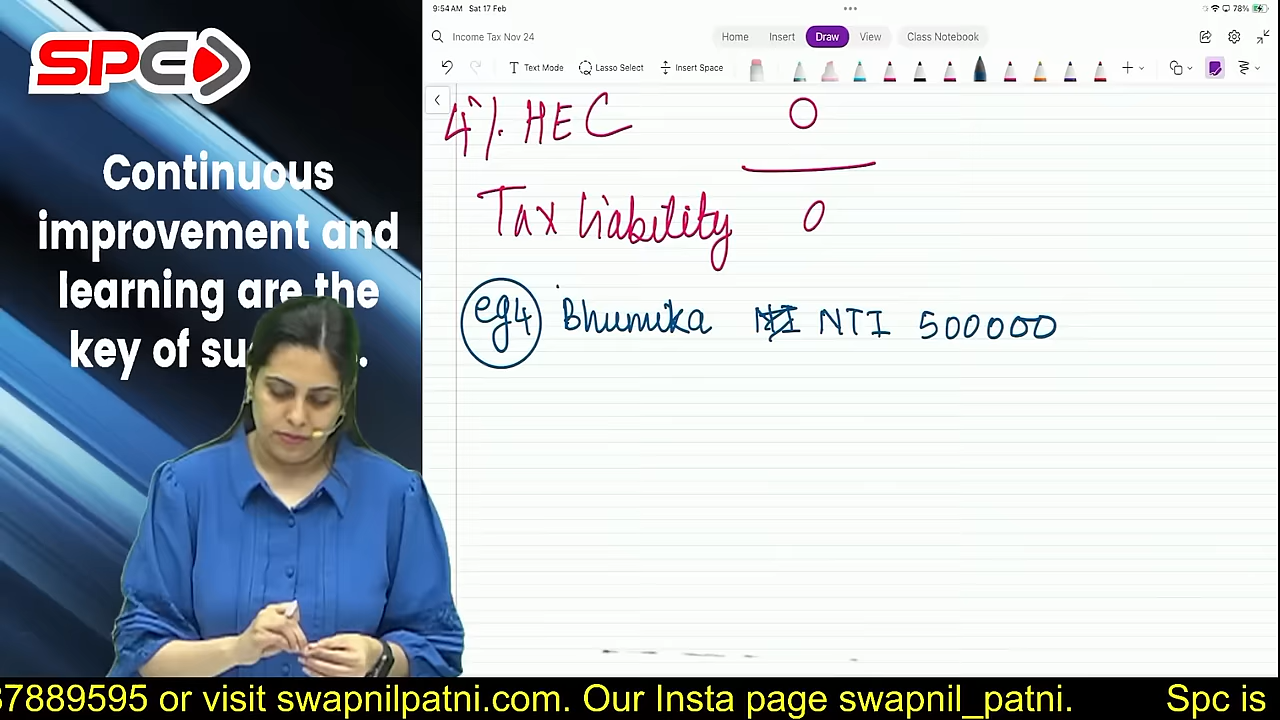 9:54 AM Sat 17 Feb
78%
Income Tax Nov 24
Home Insert Draw View Class Notebook
Text Mode Lasso Select Insert Space
SPC
Continuous
improvement and
learning are the
key of su
4% HEC 0
Tax liability 0
eg4 Bhumika NTI 500000
37889595 or visit swapnilpatni.com. Our Insta page swapnil_patni. Spc is